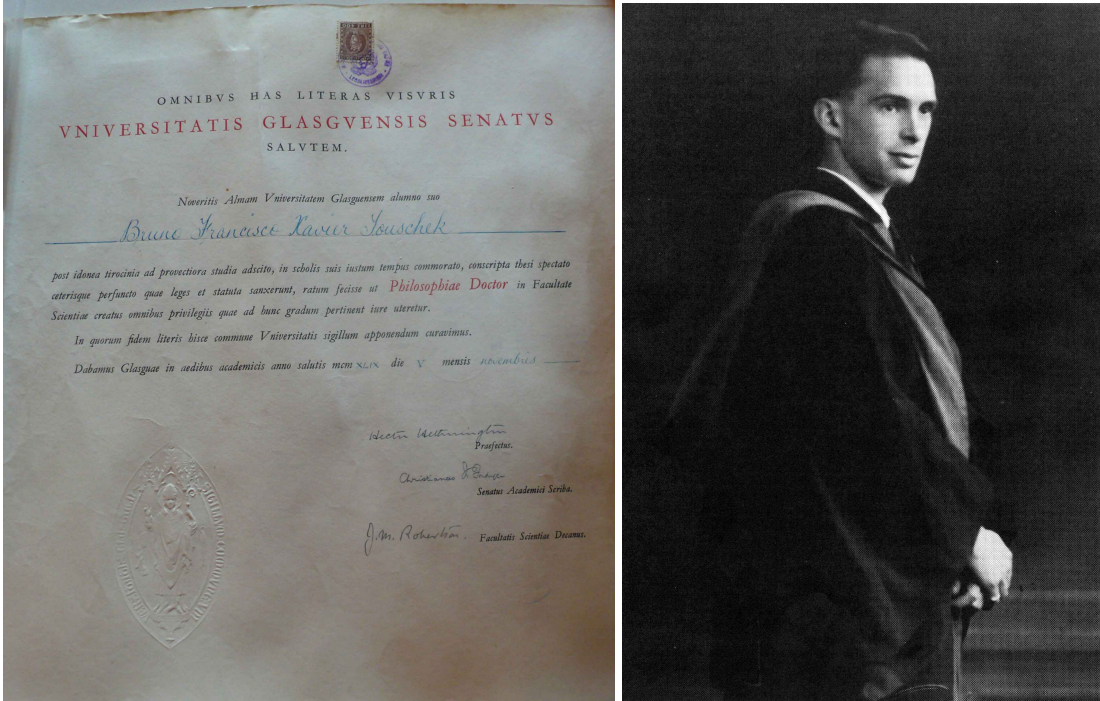 OMNIBVS HAS LITERAS VISVRIS
VNIVERSITATIS GLASGVENSIS SENATVS
SALVTEM.
Noveritis Almam Vniversitatem Glasguensem alumno suo
Bruno Francisco Xavier Touschek
post idonea tirocinia ad provectiora studia adscito, in scholis suis iustum tempus commorato, conscripta thesi spectato
ceterisque perfuncto quae leges et statuta sanxerunt, ratum fecisse ut Philosophiae Doctor in Facultate
Scientiae creatus omnibus privilegiis quae ad hunc gradum pertinent iure uteretur.
In quorum fidem literis hisce commune Vniversitatis sigillum apponendum curavimus.
Dabamus Glasguae in aedibus academicis anno salutis mcm XLIX die V mensis novembris
Hector Hetherington
Praefectus.
Senatus Academici Scriba.
J.M. Robertson. Facultatis Scientiae Decanus.